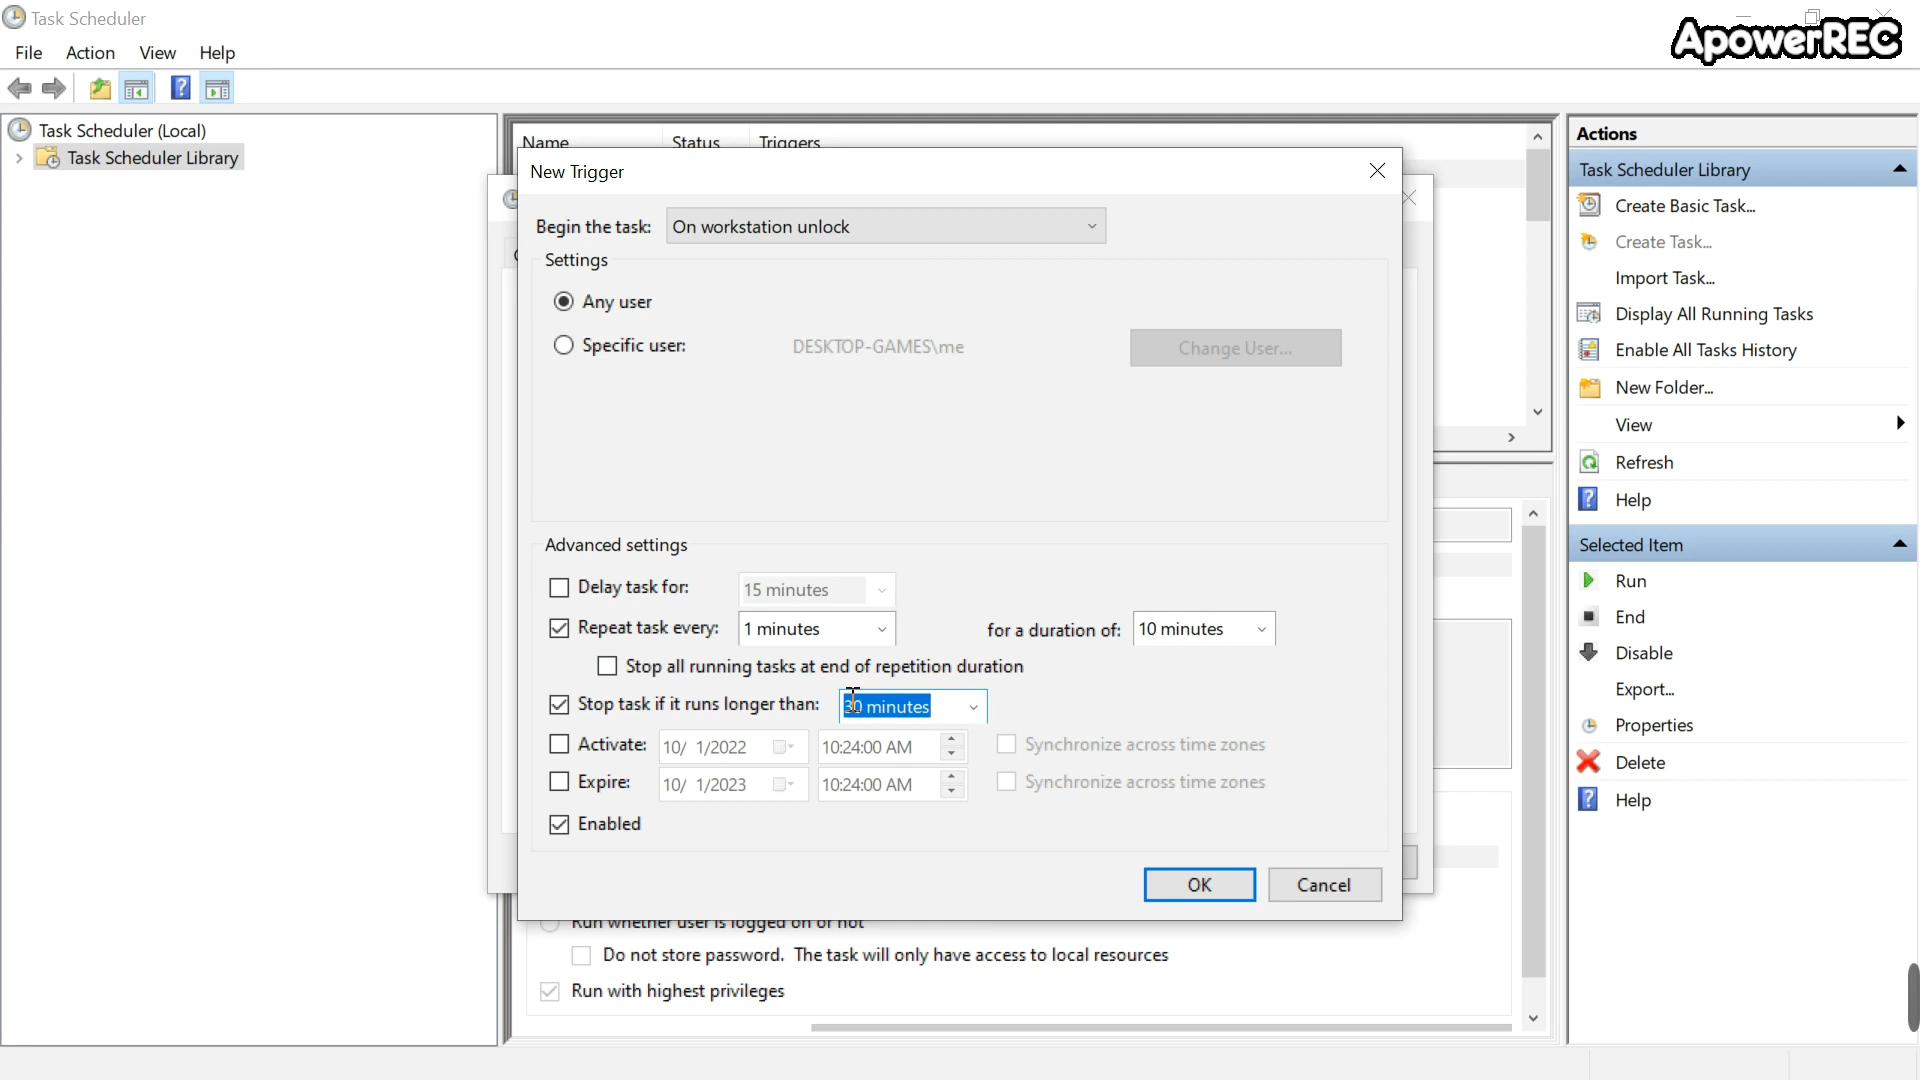 Task Scheduler
ApowerREC
File Action View Help
Task Scheduler (Local)
Task Scheduler Library
Name Status Triggers
New Trigger
Begin the task: On workstation unlock
Settings
Any user
Specific user: DESKTOP-GAMES\me Change User...
Advanced settings
Delay task for: 15 minutes
Repeat task every: 1 minutes for a duration of: 10 minutes
Stop all running tasks at end of repetition duration
Stop task if it runs longer than: 30 minutes
Activate: 10/ 1/2022 10:24:00 AM Synchronize across time zones
Expire: 10/ 1/2023 10:24:00 AM Synchronize across time zones
Enabled
OK Cancel
Run whether user is logged on or not
Do not store password. The task will only have access to local resources
Run with highest privileges
Actions
Task Scheduler Library
Create Basic Task...
Create Task...
Import Task...
Display All Running Tasks
Enable All Tasks History
New Folder...
View
Refresh
Help
Selected Item
Run
End
Disable
Export...
Properties
Delete
Help